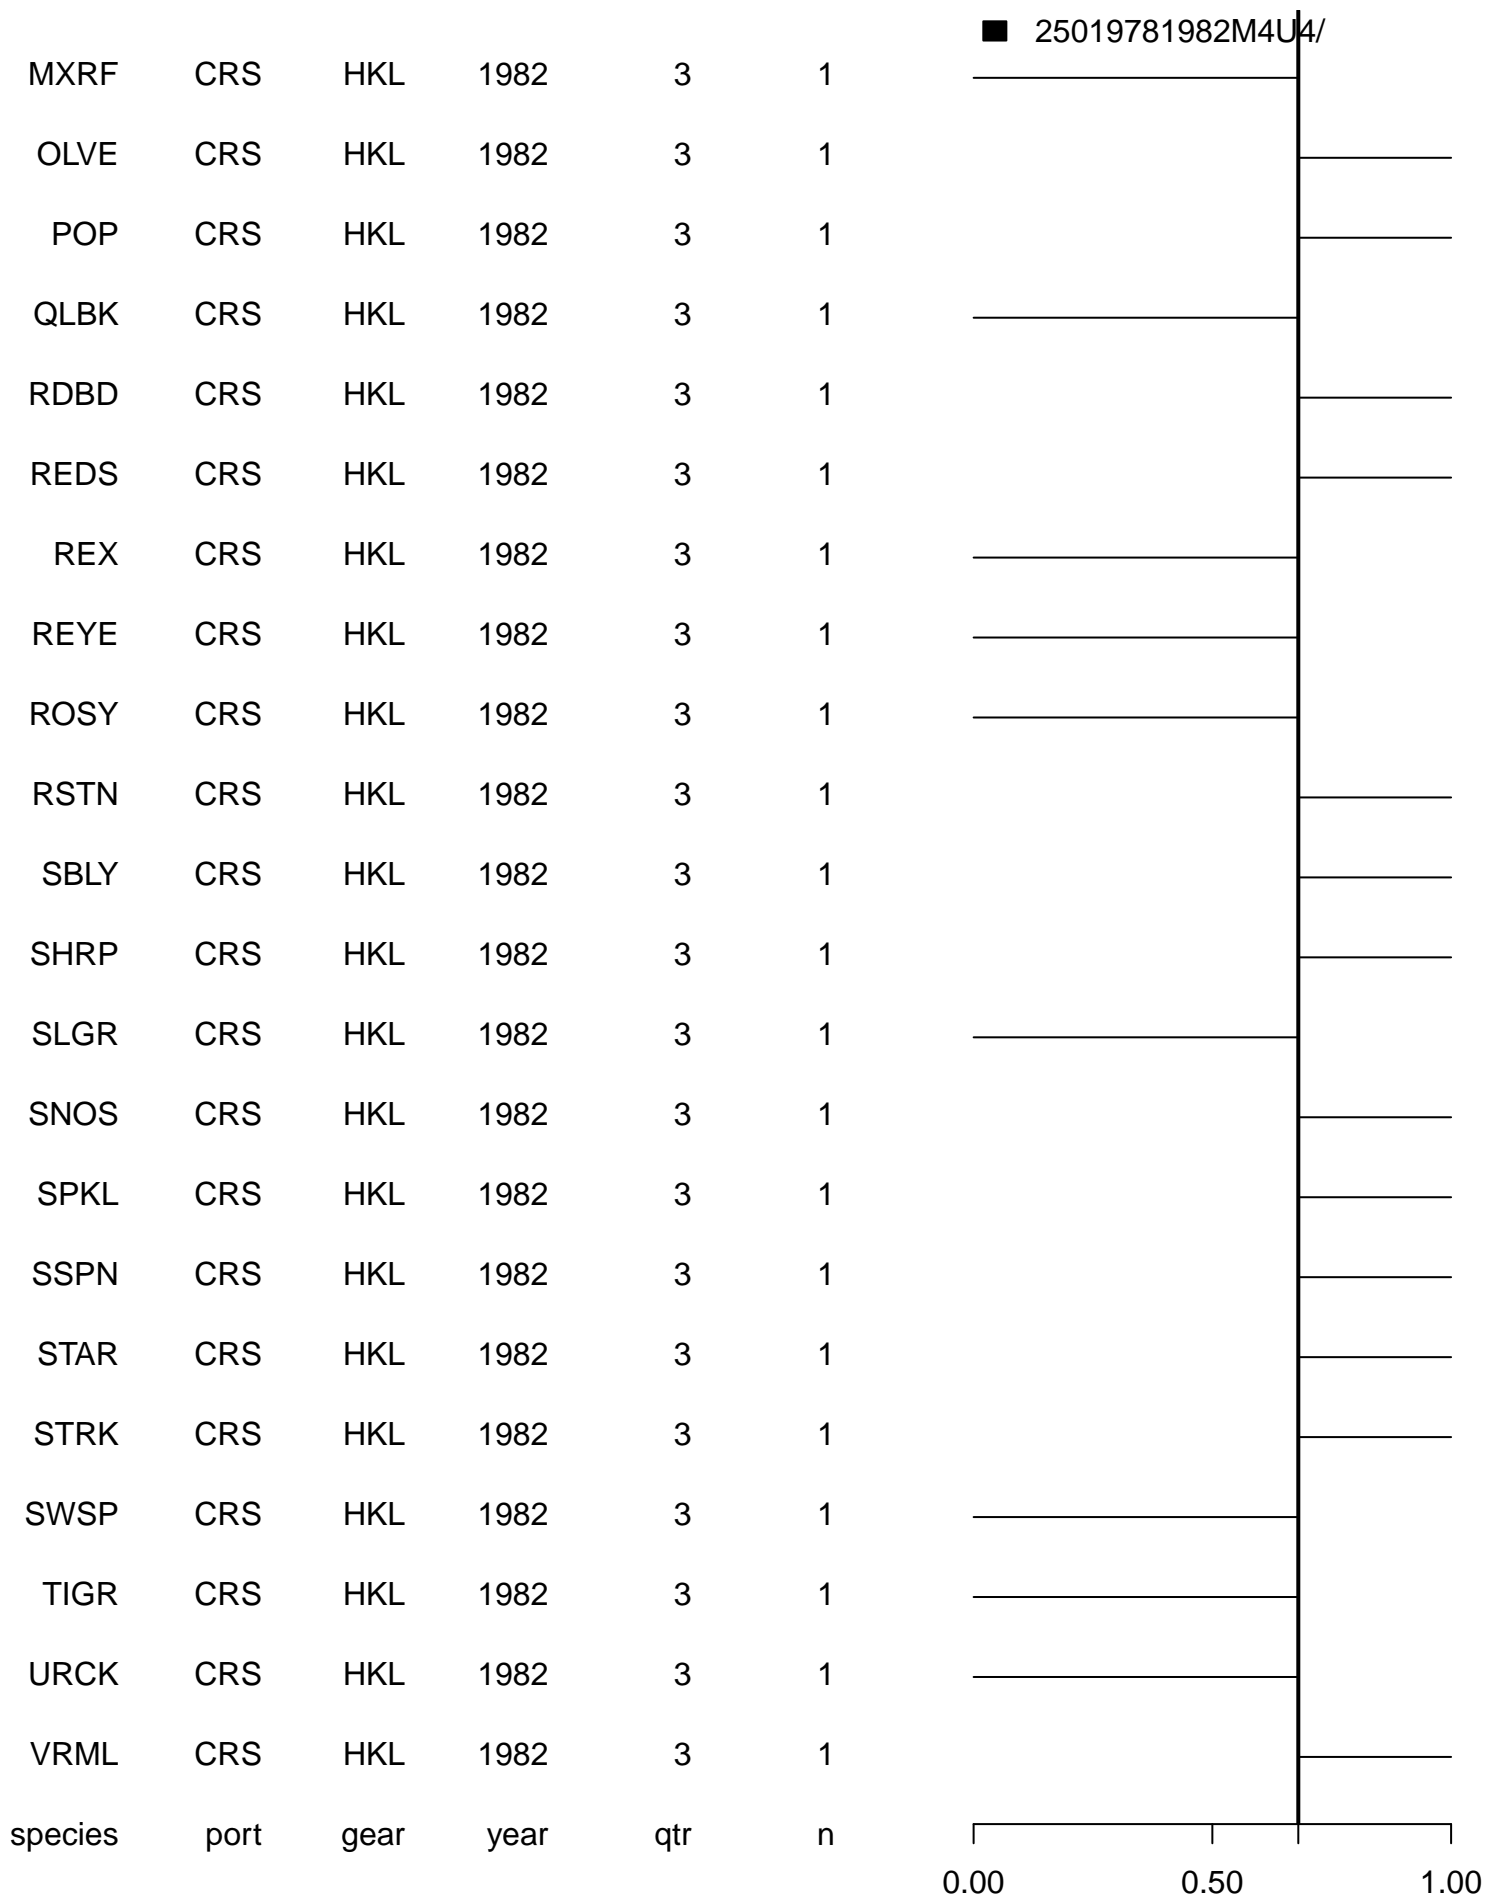 25019781982M4U4/
MXRF CRS HKL 1982 3 1
OLVE CRS HKL 1982 3 1
POP CRS HKL 1982 3 1
QLBK CRS HKL 1982 3 1
RDBD CRS HKL 1982 3 1
REDS CRS HKL 1982 3 1
REX CRS HKL 1982 3 1
REYE CRS HKL 1982 3 1
ROSY CRS HKL 1982 3 1
RSTN CRS HKL 1982 3 1
SBLY CRS HKL 1982 3 1
SHRP CRS HKL 1982 3 1
SLGR CRS HKL 1982 3 1
SNOS CRS HKL 1982 3 1
SPKL CRS HKL 1982 3 1
SSPN CRS HKL 1982 3 1
STAR CRS HKL 1982 3 1
STRK CRS HKL 1982 3 1
SWSP CRS HKL 1982 3 1
TIGR CRS HKL 1982 3 1
URCK CRS HKL 1982 3 1
VRML CRS HKL 1982 3 1
species port gear year qtr n
0.00 0.50 1.00